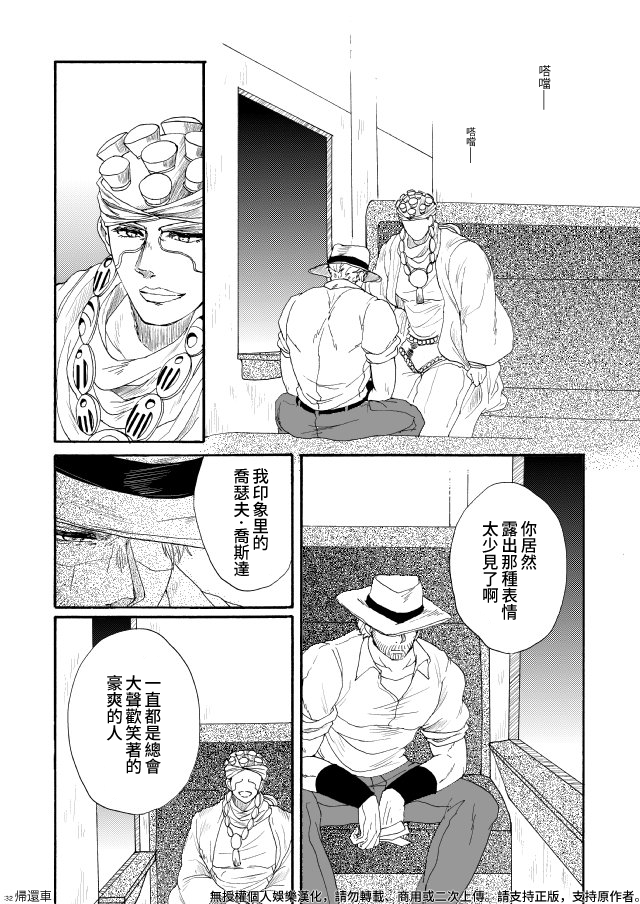 嗒噹——
嗒噹——
你居然
露出那種表情
太少見了啊
我印象里的
喬瑟夫·喬斯達
一直都是總會
大聲歡笑著的
豪爽的人
32 帰還車
無授權個人娛樂漢化，請勿轉載、商用或二次上傳。請支持正版，支持原作者。